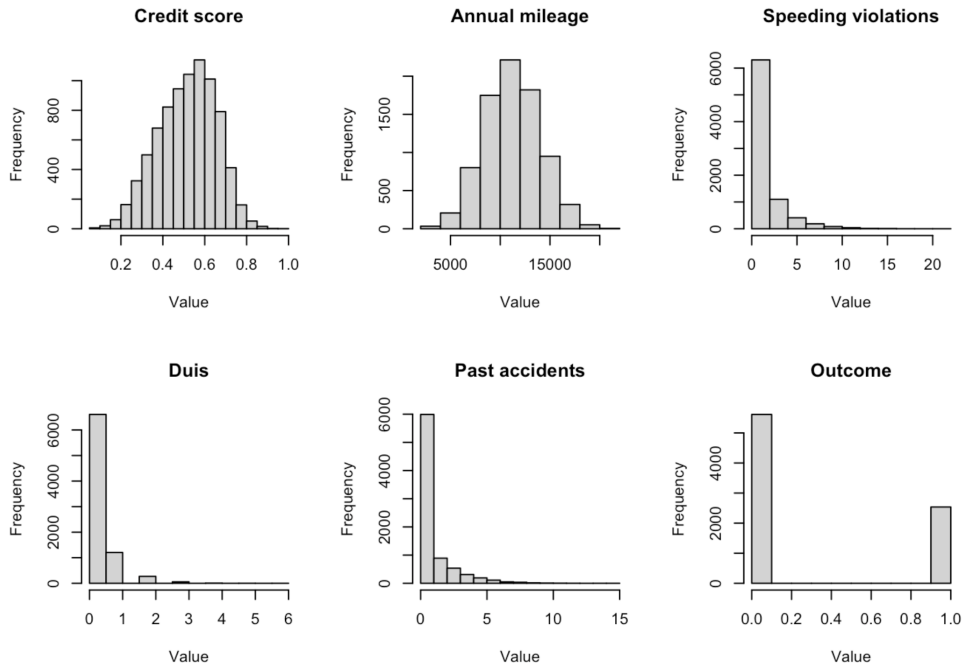 Credit score
Frequency
0 400 800
0.2 0.4 0.6 0.8 1.0
Value
Annual mileage
Frequency
0 500 1500
5000 15000
Value
Speeding violations
Frequency
0 2000 4000 6000
0 5 10 15 20
Value
Duis
Frequency
0 2000 4000 6000
0 1 2 3 4 5 6
Value
Past accidents
Frequency
0 2000 4000 6000
0 5 10 15
Value
Outcome
Frequency
0 2000 4000
0.0 0.2 0.4 0.6 0.8 1.0
Value